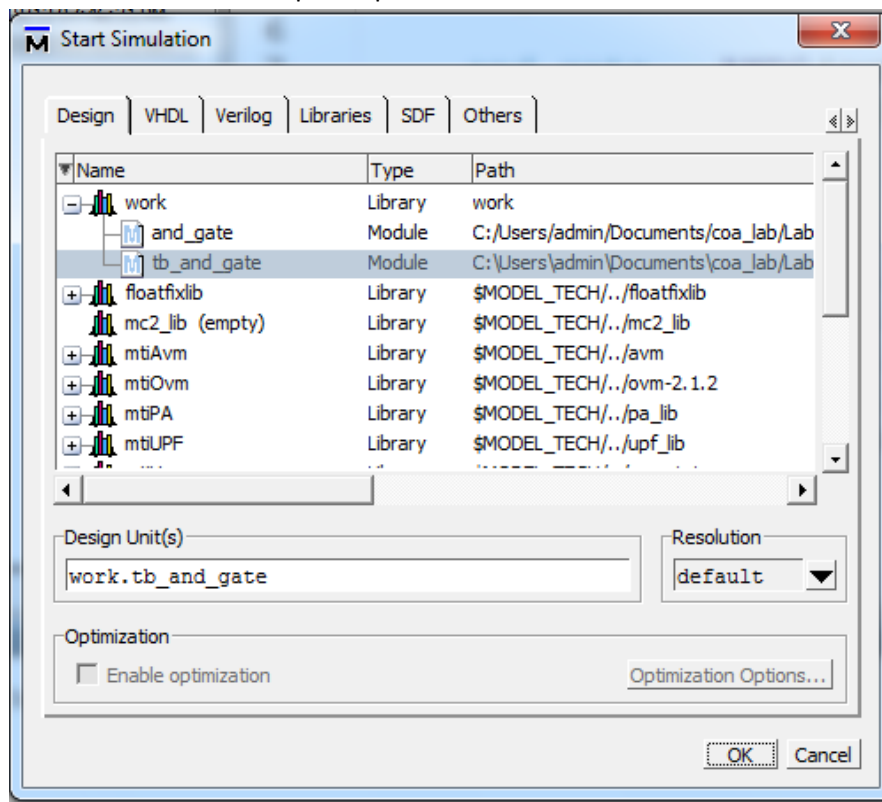 Start Simulation
Design VHDL Verilog Libraries SDF Others
Name Type Path
work Library work
and_gate Module C:/Users/admin/Documents/coa_lab/Lab
tb_and_gate Module C:\Users\admin\Documents\coa_lab\Lab
floatfixlib Library $MODEL_TECH/../floatfixlib
mc2_lib (empty) Library $MODEL_TECH/../mc2_lib
mtiAvm Library $MODEL_TECH/../avm
mtiOvm Library $MODEL_TECH/../ovm-2.1.2
mtiPA Library $MODEL_TECH/../pa_lib
mtiUPF Library $MODEL_TECH/../upf_lib
Design Unit(s) Resolution
work.tb_and_gate default
Optimization
Enable optimization Optimization Options...
OK Cancel